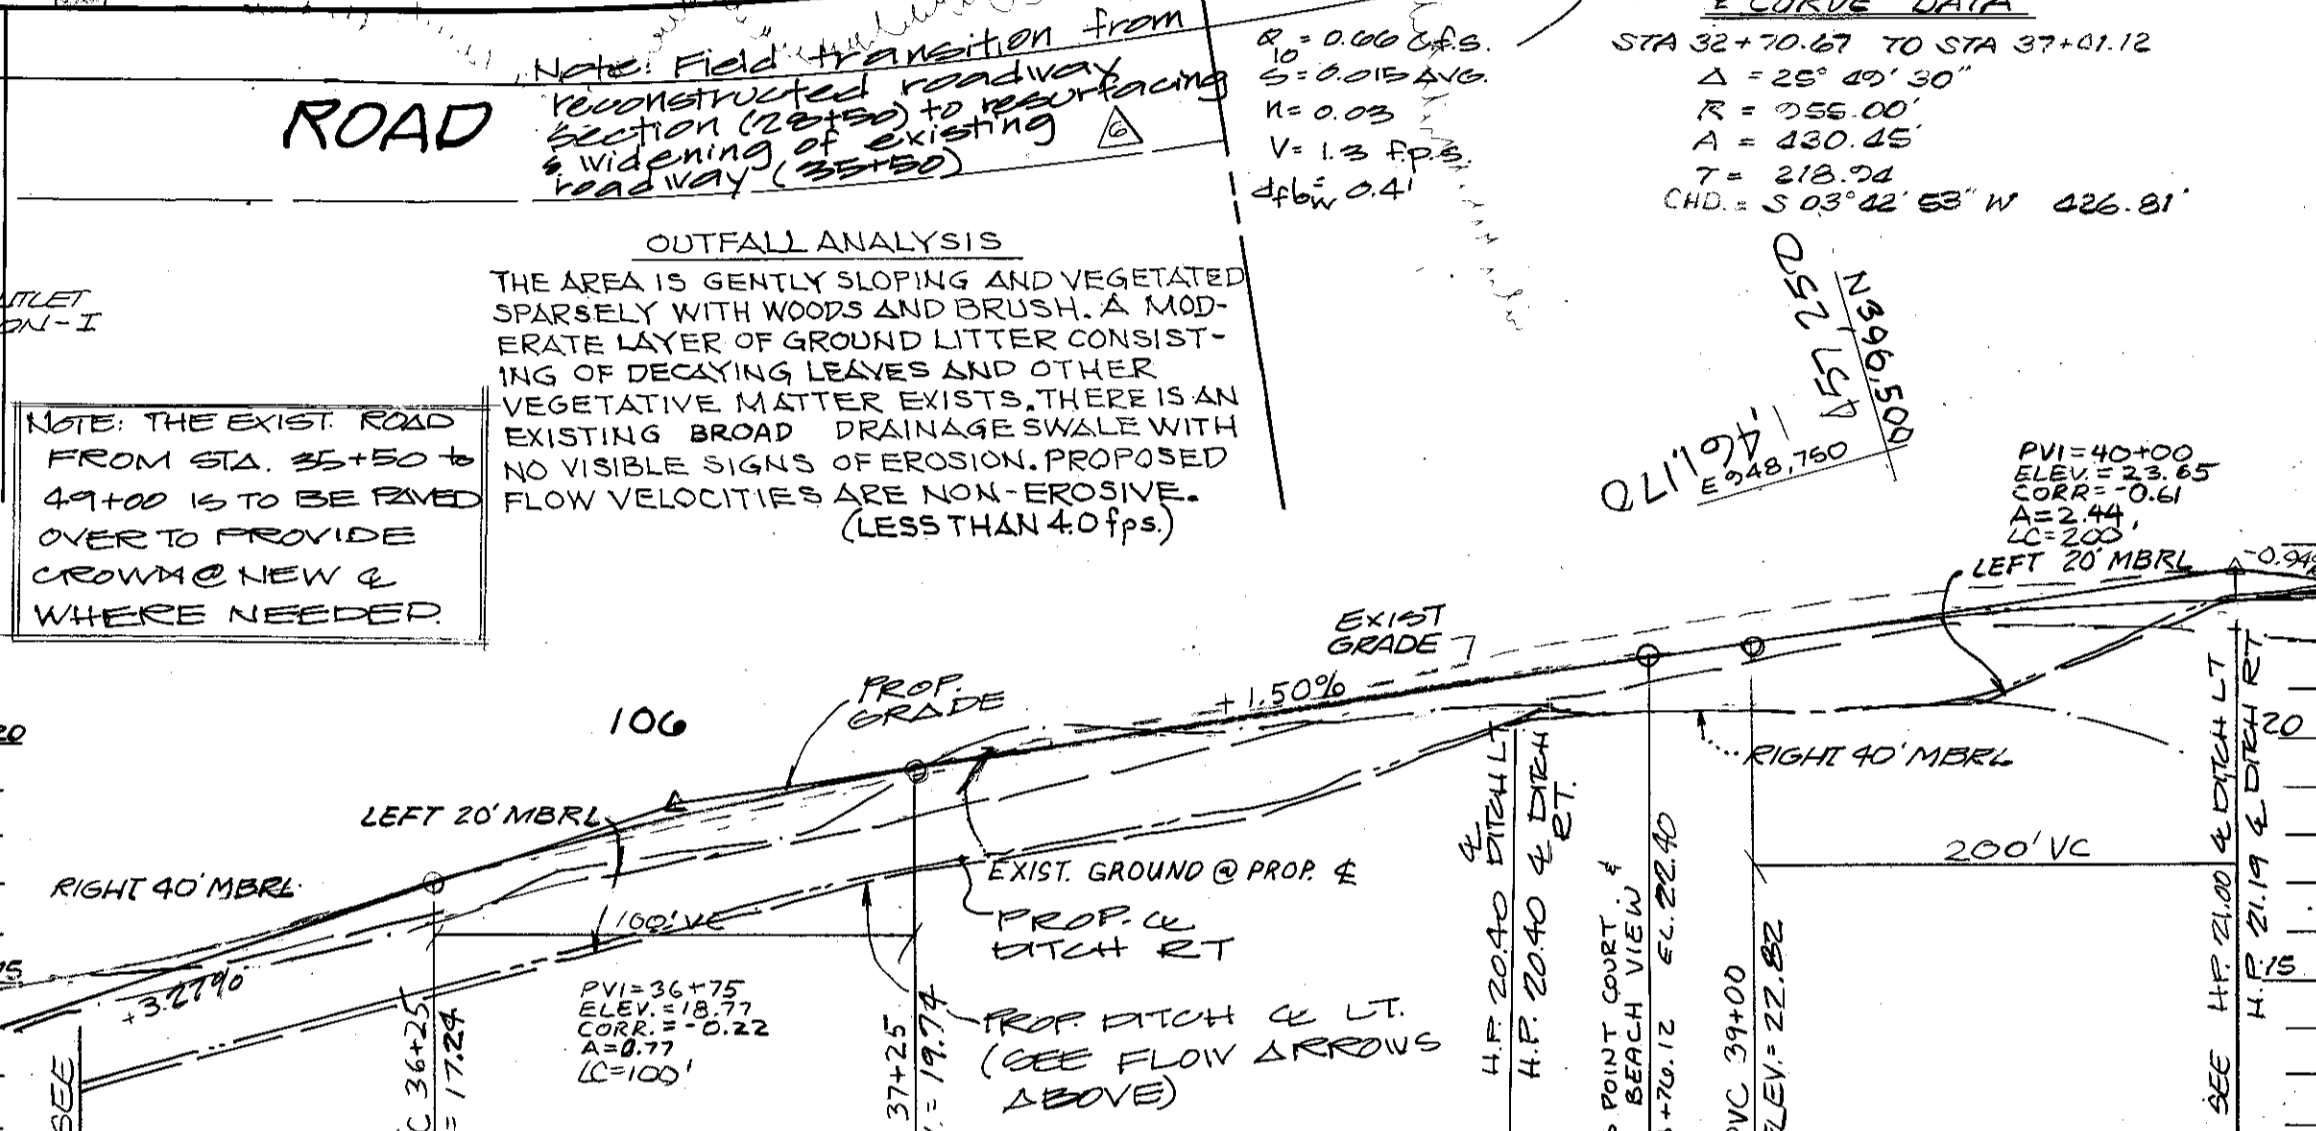 ROAD
Note: Field transition from
reconstructed roadway
section (28+50) to resurfacing
& widening of existing
roadway (35+50)
6
Q10 = 0.66 c.f.s.
S = 0.015 AVG.
n = 0.03
V = 1.3 f.p.s.
dfbw = 0.4'
℄ CURVE DATA
STA 32+70.67 TO STA 37+01.12
Δ = 25° 49' 30"
R = 955.00'
A = 430.45'
T = 218.94
CHD. = S 03° 42' 53" W 426.81'
OUTFALL ANALYSIS
THE AREA IS GENTLY SLOPING AND VEGETATED
SPARSELY WITH WOODS AND BRUSH. A MOD-
ERATE LAYER OF GROUND LITTER CONSIST-
ING OF DECAYING LEAVES AND OTHER
VEGETATIVE MATTER EXISTS. THERE IS AN
EXISTING BROAD DRAINAGE SWALE WITH
NO VISIBLE SIGNS OF EROSION. PROPOSED
FLOW VELOCITIES ARE NON-EROSIVE.
(LESS THAN 4.0 fps.)
NOTE: THE EXIST. ROAD
FROM STA. 35+50 to
49+00 IS TO BE PAVED
OVER TO PROVIDE
CROWN @ NEW ℄
WHERE NEEDED.
N396,500
E948,750
PVI=40+00
ELEV.= 23.65
CORR=-0.61
A=2.44
LC=200'
LEFT 20' MBRL
EXIST
GRADE
+1.50%
PROP.
GRADE
106
LEFT 20' MBRL
RIGHT 40' MBRL
RIGHT 40' MBRL
20
20
15
100' VC
200' VC
EXIST. GROUND @ PROP. ℄
PROP. ℄
DITCH RT
PROP. DITCH ℄ LT.
(SEE FLOW ARROWS
ABOVE)
+3.27%
PVI=36+75
ELEV.=18.77
CORR.= -0.22
A=0.77
LC=100'
SEE
36+25
= 17.24
37+25
= 19.74
H.P. 20.40 ℄ DITCH LT
H.P. 20.40 ℄ DITCH
RT.
POINT COURT &
BEACH VIEW
+76.12 EL. 22.40
PVC 39+00
ELEV.= 22.82
SEE H.P. 21.00 ℄ DITCH LT
H.P. 21.19 ℄ DITCH RT.